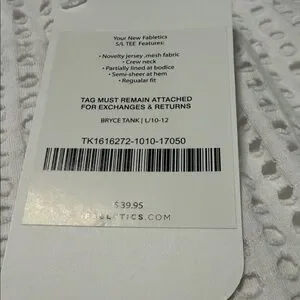 Your New Fabletics
S/L TEE Features:
• Novelty jersey ,mesh fabric
• Crew neck
• Partially lined at bodice
• Semi-sheer at hem
• Regualar fit
TAG MUST REMAIN ATTACHED
FOR EXCHANGES & RETURNS
BRYCE TANK | L/10-12
TK1616272-1010-17050
$39.95
FABLETICS.COM